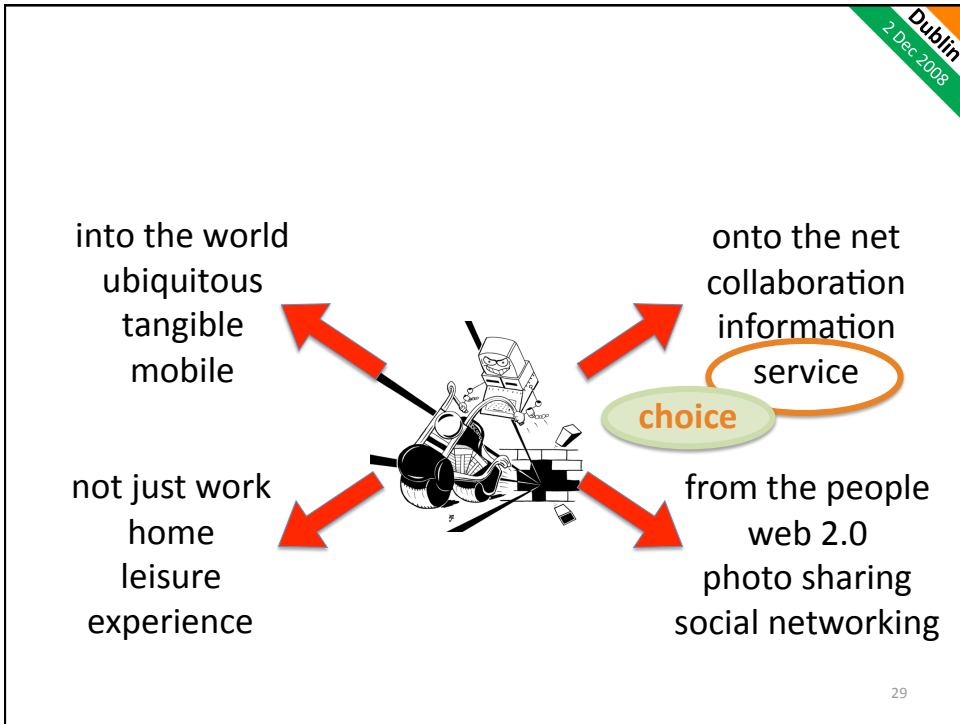 Dublin
2 Dec 2008
into the world
ubiquitous
tangible
mobile
onto the net
collaboration
information
service
choice
not just work
home
leisure
experience
from the people
web 2.0
photo sharing
social networking
29